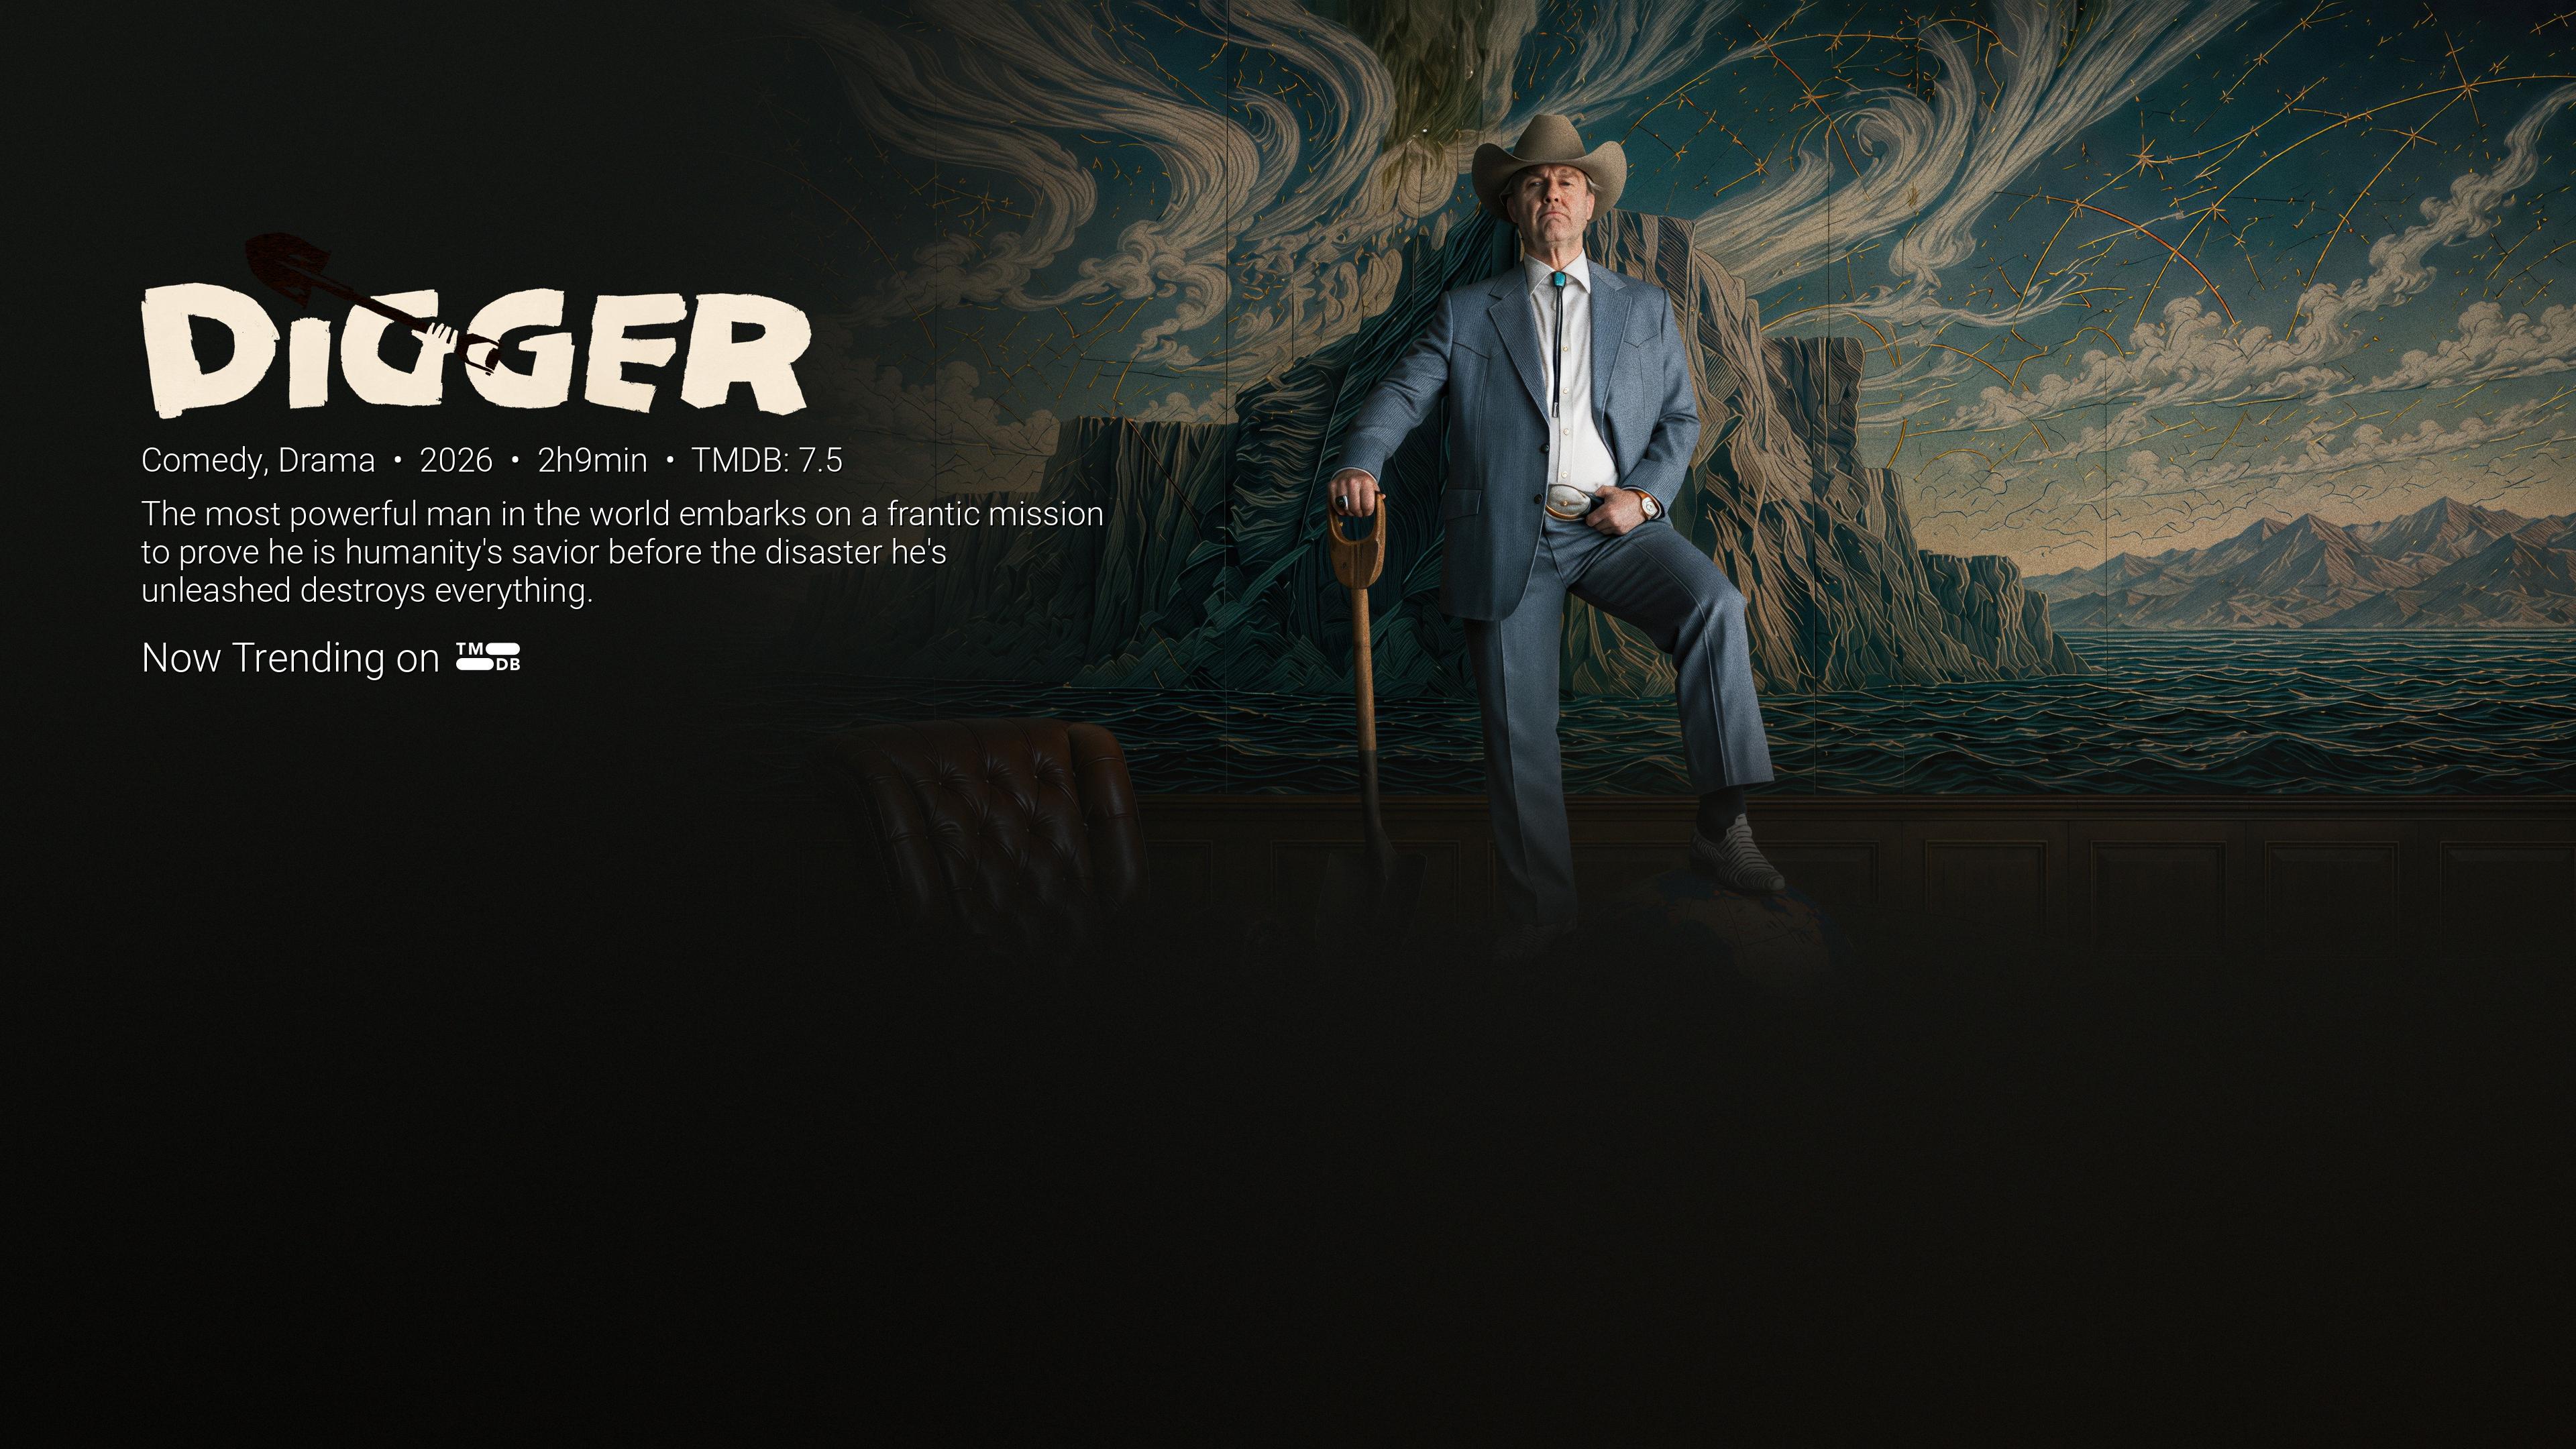 DiGGER
Comedy, Drama • 2026 • 2h9min • TMDB: 7.5
The most powerful man in the world embarks on a frantic mission
to prove he is humanity's savior before the disaster he's
unleashed destroys everything.
Now Trending on TMDB